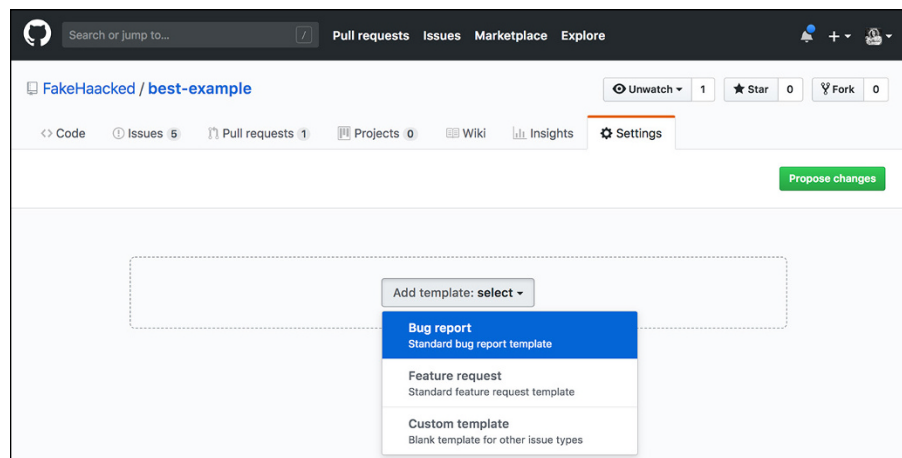 Search or jump to... / Pull requests Issues Marketplace Explore
FakeHaacked / best-example Unwatch 1 Star 0 Fork 0
Code Issues 5 Pull requests 1 Projects 0 Wiki Insights Settings
Propose changes
Add template: select
Bug report
Standard bug report template
Feature request
Standard feature request template
Custom template
Blank template for other issue types